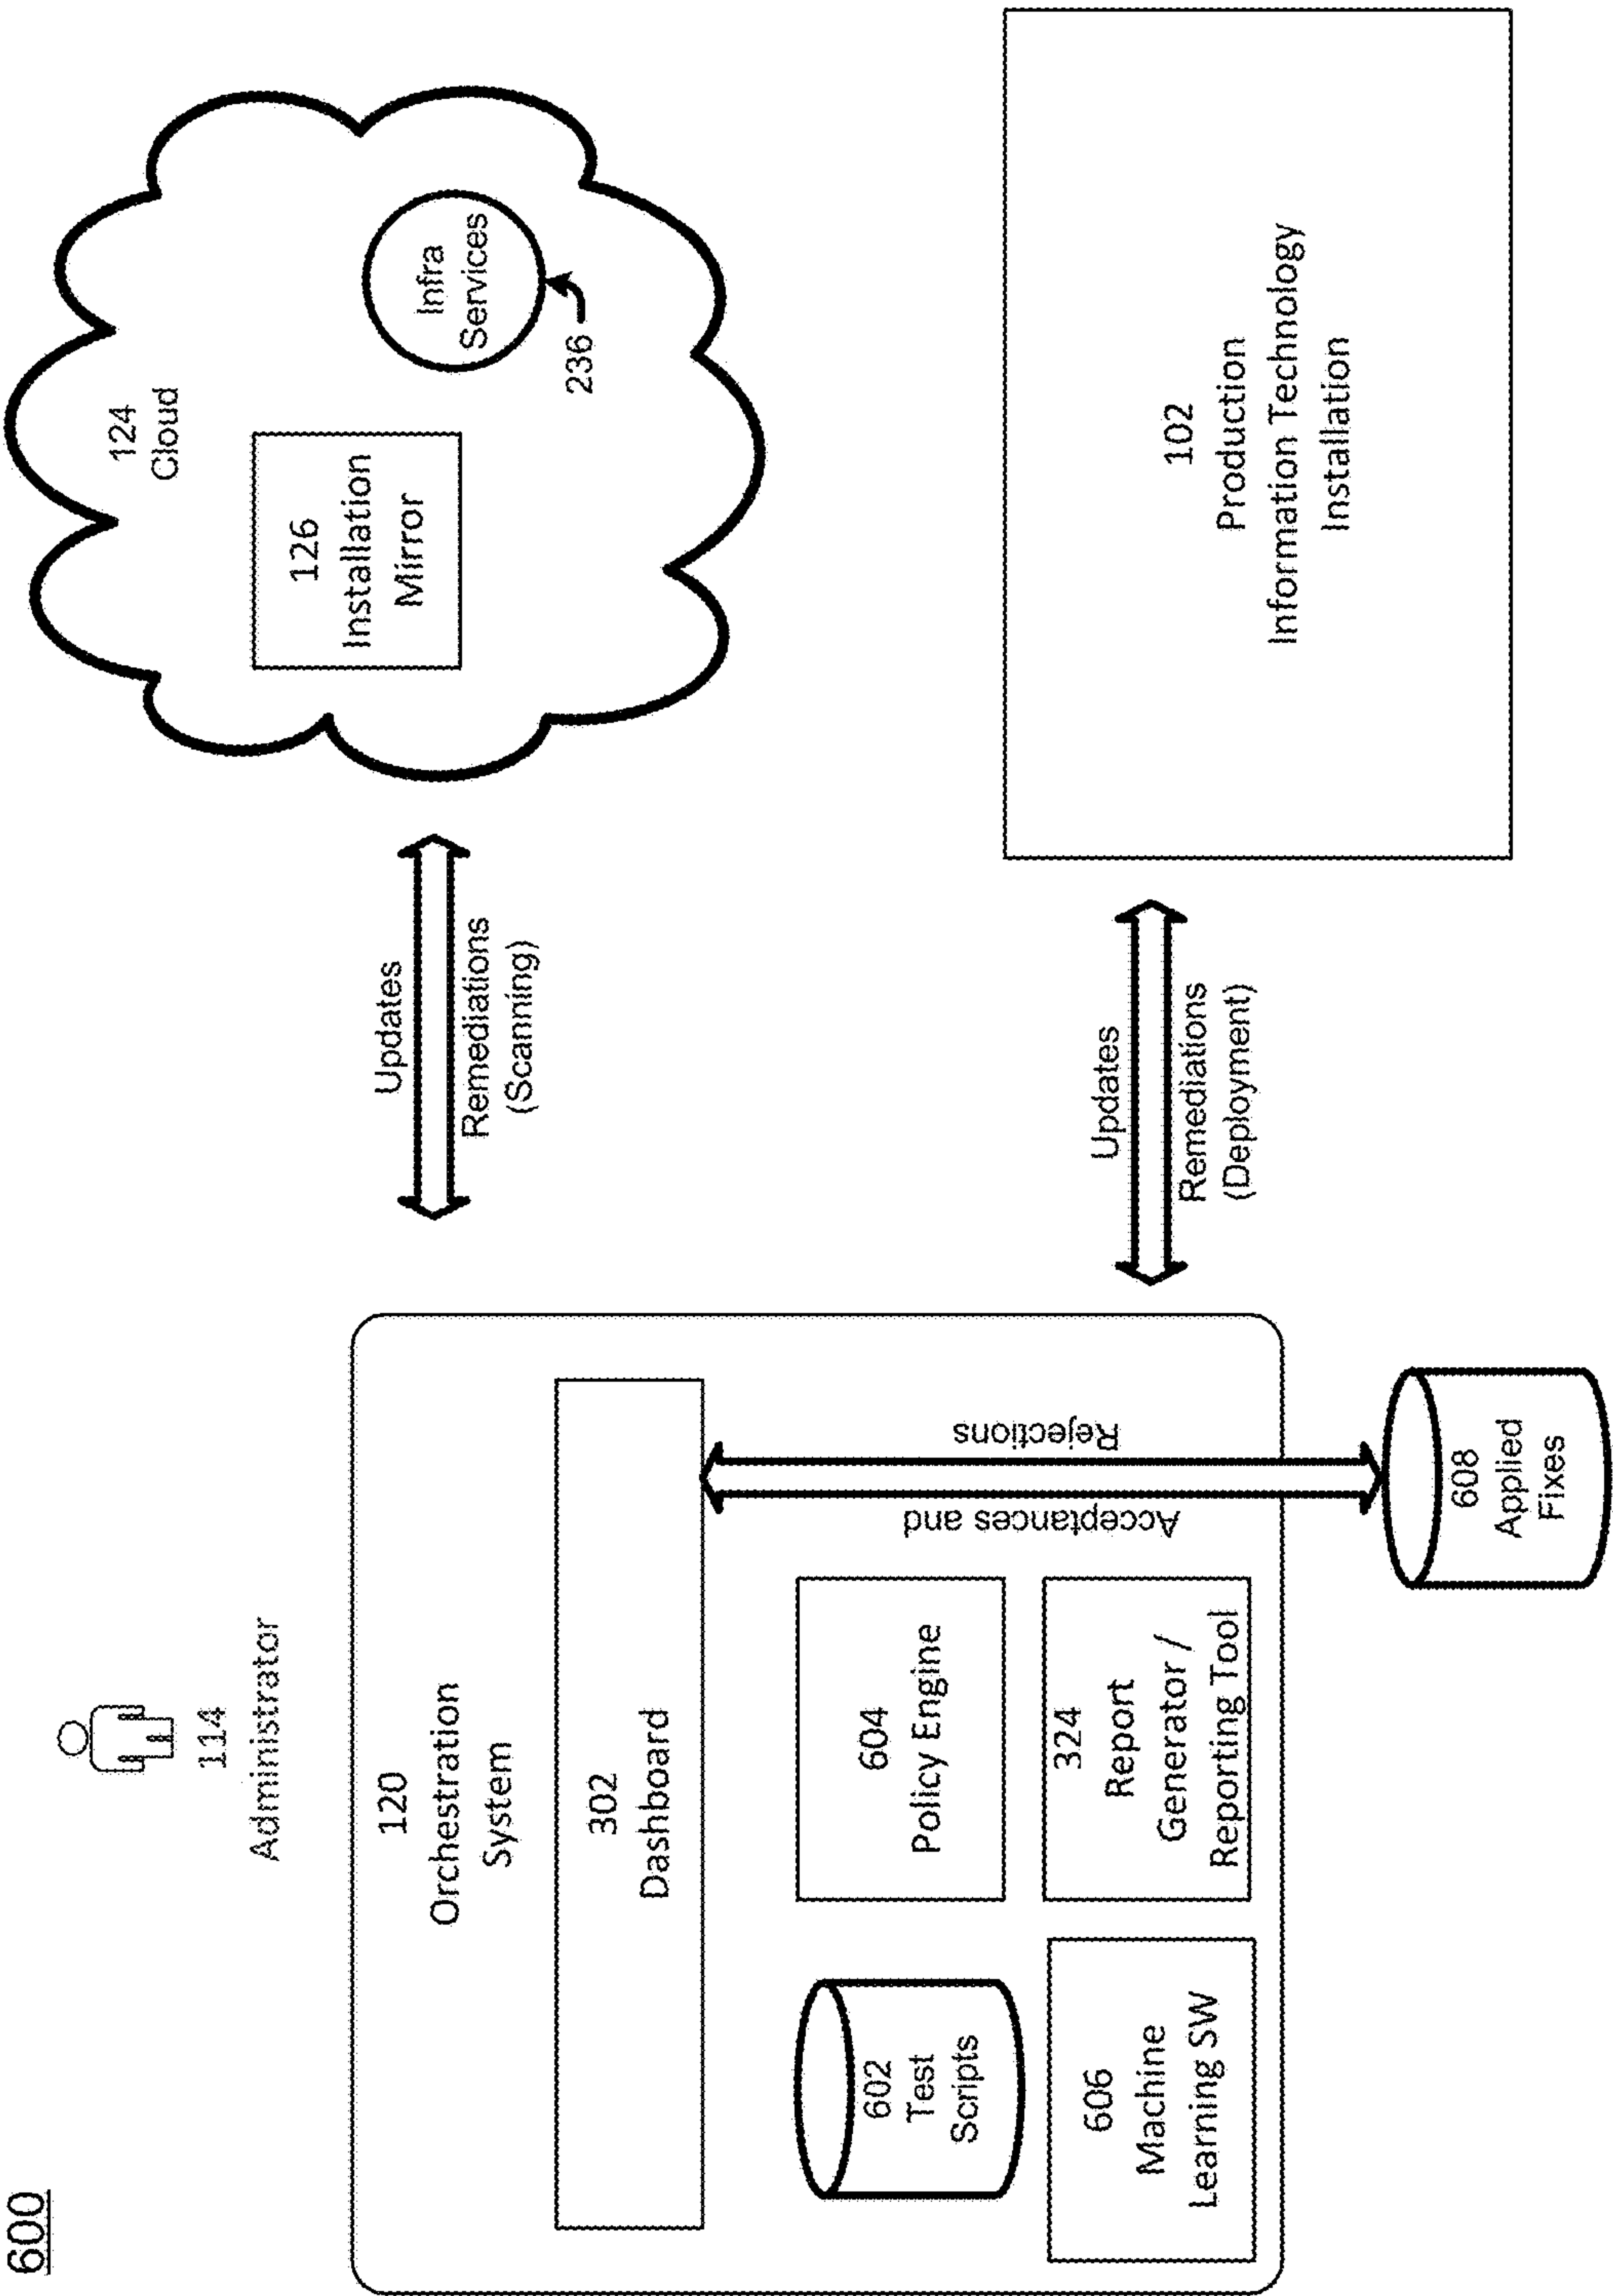 600
114
Administrator
120
Orchestration
System
302
Dashboard
602
Test
Scripts
604
Policy Engine
606
Machine
Learning SW
324
Report
Generator /
Reporting Tool
Acceptances and
Rejections
608
Applied
Fixes
Updates
Remediations
(Scanning)
Updates
Remediations
(Deployment)
124
Cloud
126
Installation
Mirror
Infra
Services
236
102
Production
Information Technology
Installation